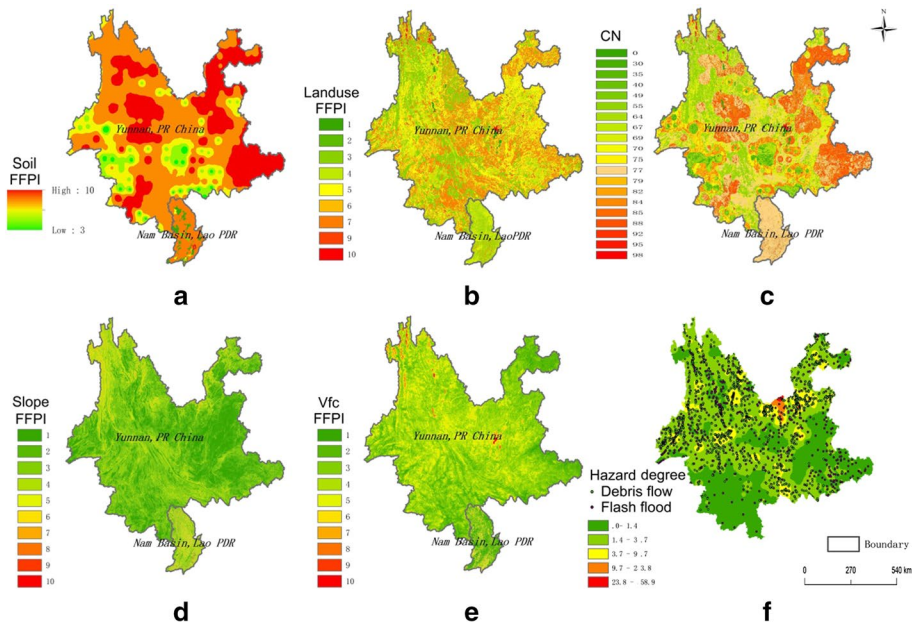 N
Soil
FFPI
High : 10
Low : 3
Yunnan,PR China
Nam Basin,Lao PDR
a
Landuse
FFPI
1
2
3
4
5
6
7
9
10
Yunnan,PR China
Nam Basin,LaoPDR
b
CN
0
30
35
40
49
55
64
67
69
70
75
77
79
82
84
85
88
92
95
98
Yunnan,PR China
Nam Basin,Lao PDR
c
Slope
FFPI
1
2
3
4
5
6
7
8
9
10
Yunnan,PR China
Nam Basin,Lao PDR
d
Vfc
FFPI
1
2
3
4
5
6
7
8
9
10
Yunnan,PR China
Nam Basin,Lao PDR
e
Hazard degree
Debris flow
Flash flood
.0- 1.4
1.4 - 3.7
3.7 - 9.7
9.7 - 23.8
23.8 - 58.9
Boundary
0 270 540 km
f